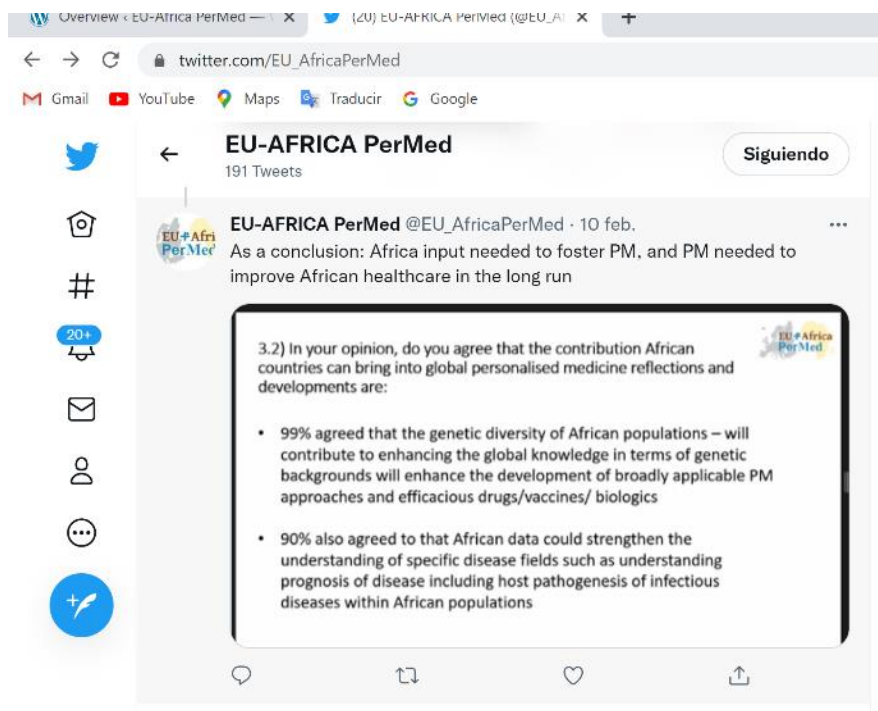 Overview ‹ EU-Africa PerMed —
(20) EU-AFRICA PerMed (@EU_A
twitter.com/EU_AfricaPerMed
Gmail YouTube Maps Traducir Google
EU-AFRICA PerMed
191 Tweets
Siguiendo
EU-AFRICA PerMed @EU_AfricaPerMed · 10 feb.
EU Afri
PerMed
As a conclusion: Africa input needed to foster PM, and PM needed to
improve African healthcare in the long run
20+
EU Africa
PerMed
3.2) In your opinion, do you agree that the contribution African
countries can bring into global personalised medicine reflections and
developments are:
• 99% agreed that the genetic diversity of African populations – will
contribute to enhancing the global knowledge in terms of genetic
backgrounds will enhance the development of broadly applicable PM
approaches and efficacious drugs/vaccines/ biologics
• 90% also agreed to that African data could strengthen the
understanding of specific disease fields such as understanding
prognosis of disease including host pathogenesis of infectious
diseases within African populations